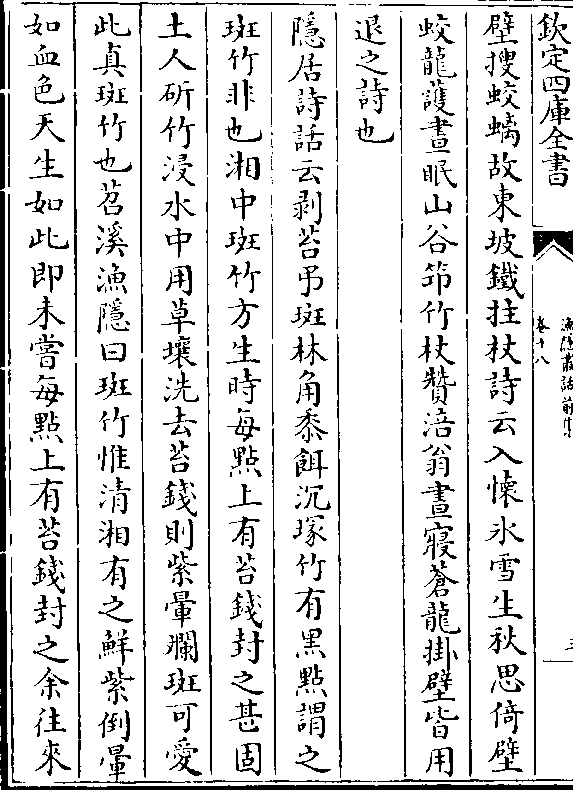 欽定四庫全書
漁隱叢話前集
卷十八
壁搜蛟螭故東坡鐵拄杖詩云入懐氷雪生秋思倚壁
蛟龍護晝眠山谷笻竹杖贊涪翁晝寢蒼龍掛壁皆用
退之詩也
隱居詩話云剥苔弔斑林角黍餌沉塚竹有黒點謂之
斑竹非也湘中斑竹方生時每㸃上有苔錢封之甚固
土人斫竹浸水中用草壤洗去苔錢則紫暈斕斑可愛
此真斑竹也苕溪漁隱曰斑竹惟清湘有之鮮紫倒暈
如血色天生如此即未嘗每點上有苔錢封之余往來